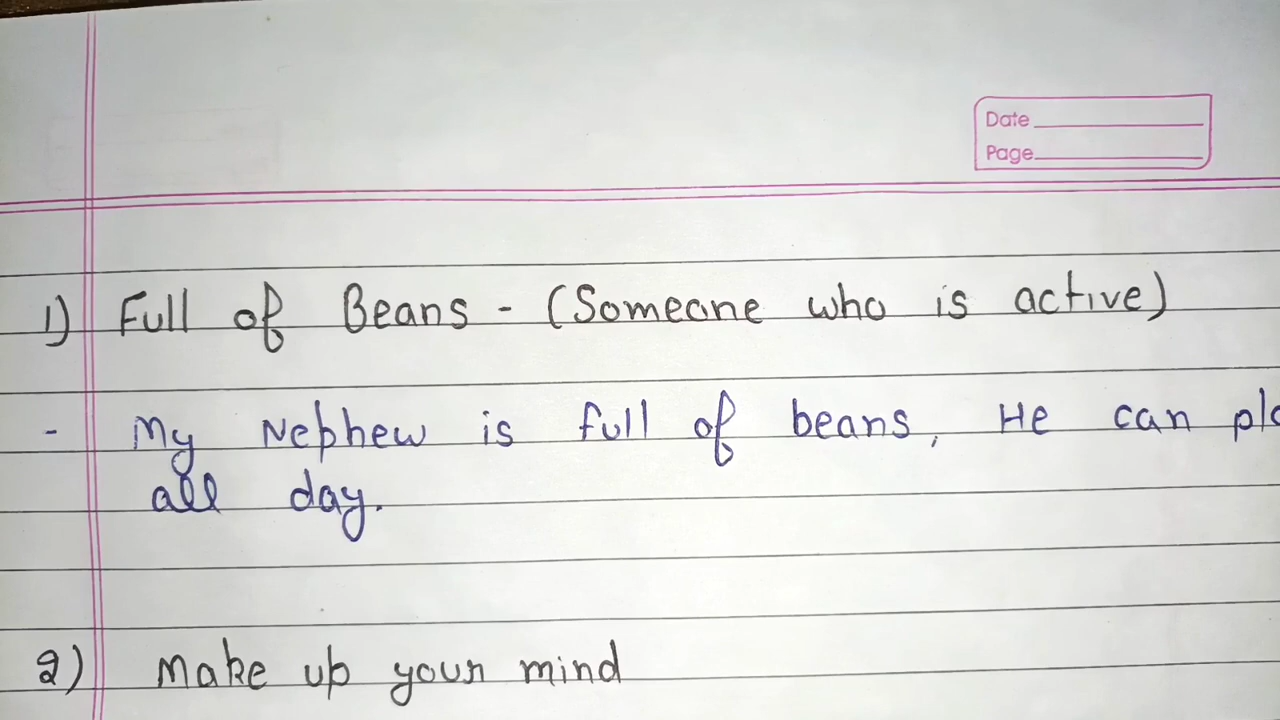 Date
Page
1) Full of Beans - (Someone who is active)
- My Nephew is full of beans, He can
all day.
2) Make up your mind